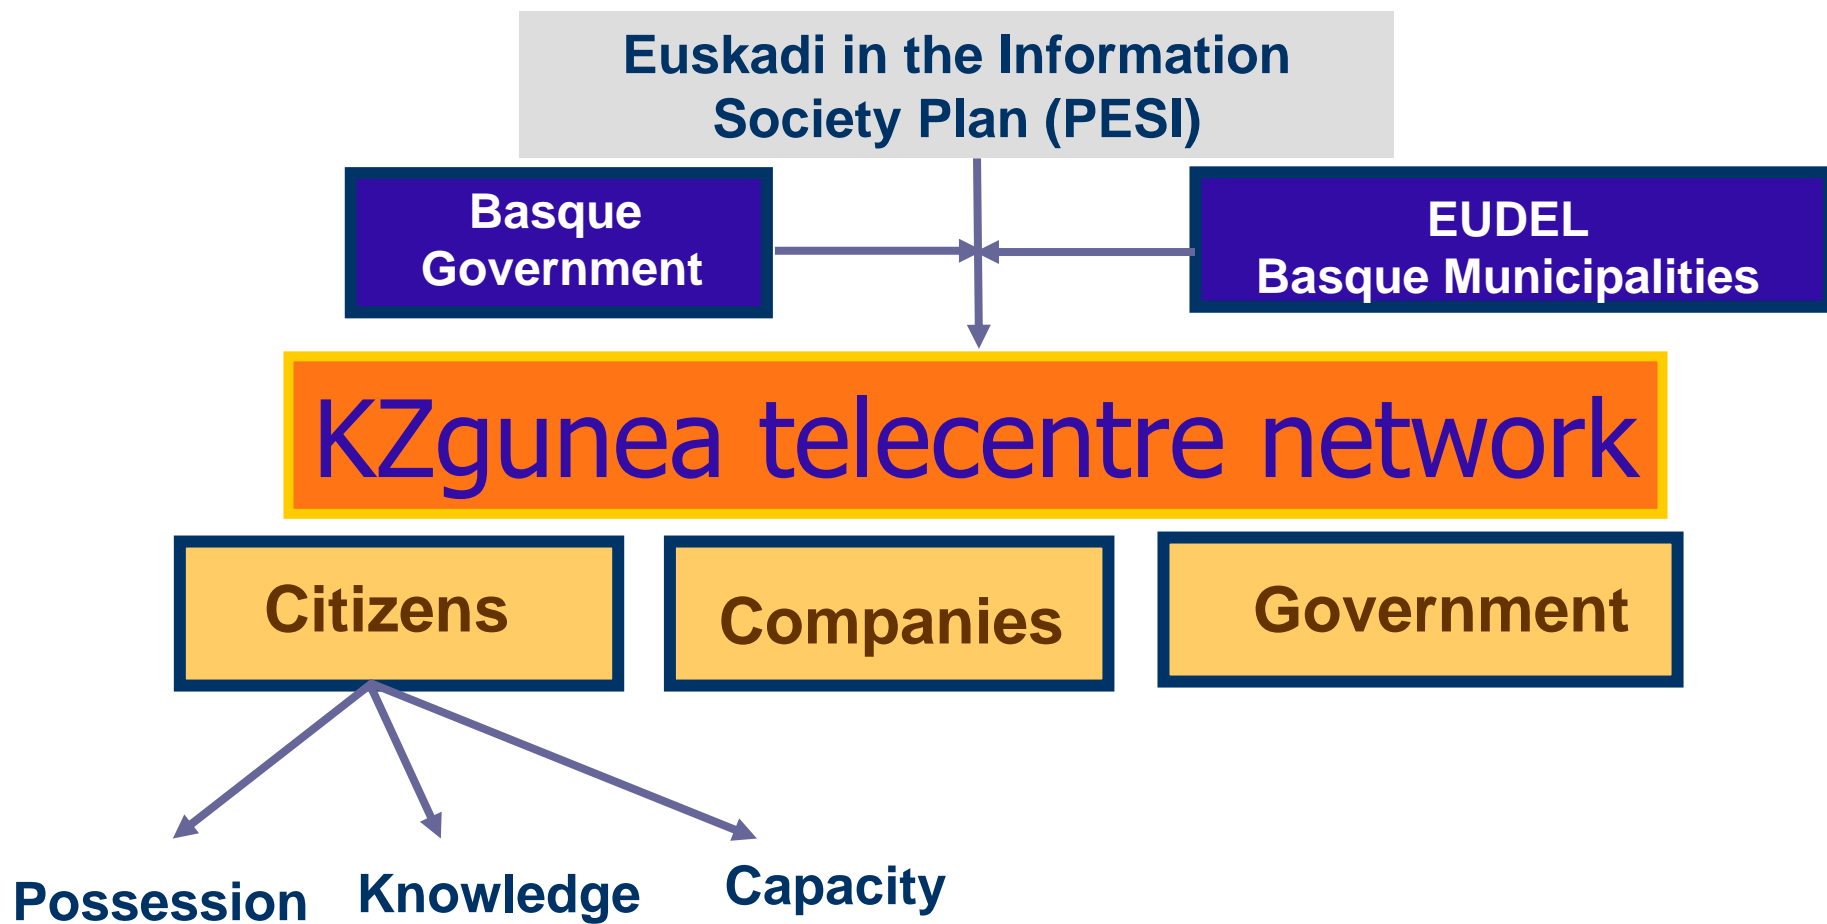 Euskadi in the Information
Society Plan (PESI)
Basque
Government
EUDEL
Basque Municipalities
KZgunea telecentre network
Citizens
Companies
Government
Possession
Knowledge
Capacity